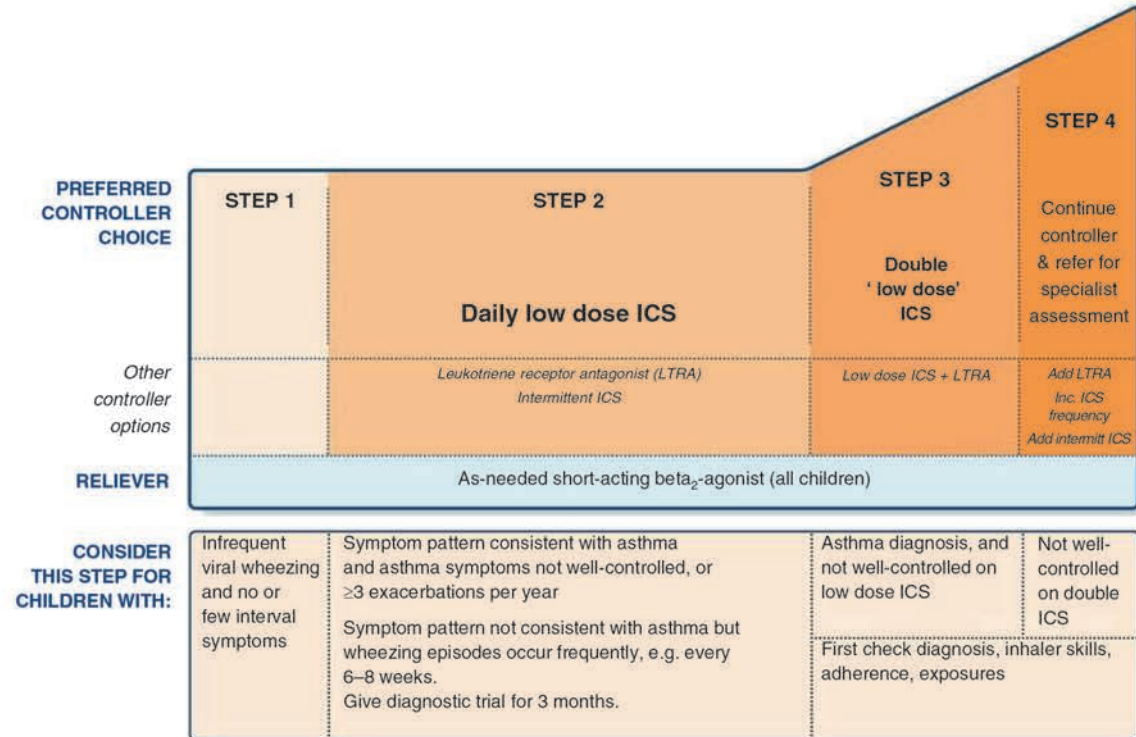 PREFERRED
CONTROLLER
CHOICE
STEP 1
STEP 2
Daily low dose ICS
STEP 3
Double
‘ low dose’
ICS
STEP 4
Continue
controller
& refer for
specialist
assessment
Other
controller
options
Leukotriene receptor antagonist (LTRA)
Intermittent ICS
Low dose ICS + LTRA
Add LTRA
Inc. ICS
frequency
Add intermitt ICS
RELIEVER
As-needed short-acting beta₂-agonist (all children)
CONSIDER
THIS STEP FOR
CHILDREN WITH:
Infrequent
viral wheezing
and no or
few interval
symptoms
Symptom pattern consistent with asthma
and asthma symptoms not well-controlled, or
≥3 exacerbations per year
Symptom pattern not consistent with asthma but
wheezing episodes occur frequently, e.g. every
6–8 weeks.
Give diagnostic trial for 3 months.
Asthma diagnosis, and
not well-controlled on
low dose ICS
Not well-
controlled
on double
ICS
First check diagnosis, inhaler skills,
adherence, exposures